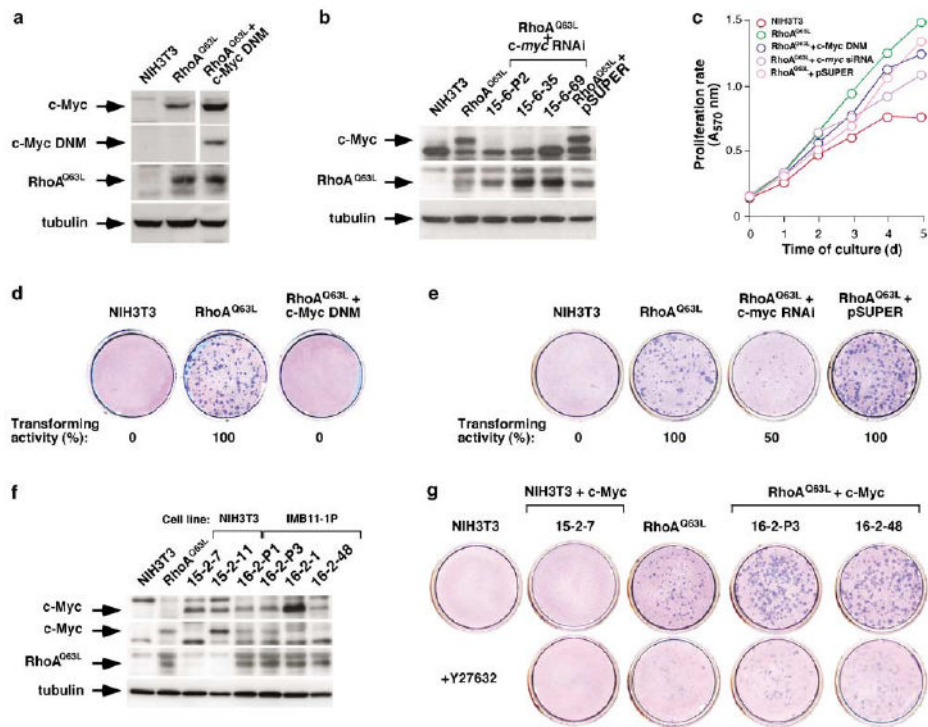 a
NIH3T3
RhoA^Q63L
RhoA^Q63L +
c-Myc DNM
c-Myc
c-Myc DNM
RhoA^Q63L
tubulin
b
RhoA^Q63L
+
c-myc RNAi
NIH3T3
RhoA^Q63L
15-6-P2
15-6-35
15-6-69
RhoA^Q63L +
pSUPER
c-Myc
RhoA^Q63L
tubulin
c
NIH3T3
RhoA^Q63L
RhoA^Q63L + c-Myc DNM
RhoA^Q63L + c-myc siRNA
RhoA^Q63L + pSUPER
Proliferation rate
(A570 nm)
1.5
1.0
0.5
0
0 1 2 3 4 5
Time of culture (d)
d
NIH3T3
RhoA^Q63L
RhoA^Q63L +
c-Myc DNM
Transforming
activity (%): 0 100 0
e
NIH3T3
RhoA^Q63L
RhoA^Q63L +
c-myc RNAi
RhoA^Q63L +
pSUPER
Transforming
activity (%): 0 100 50 100
f
Cell line: NIH3T3 IMB11-1P
NIH3T3
RhoA^Q63L
15-2-7
15-2-11
16-2-P1
16-2-P3
16-2-1
16-2-48
c-Myc
c-Myc
RhoA^Q63L
tubulin
g
NIH3T3 + c-Myc
RhoA^Q63L + c-Myc
NIH3T3 15-2-7 RhoA^Q63L 16-2-P3 16-2-48
+Y27632